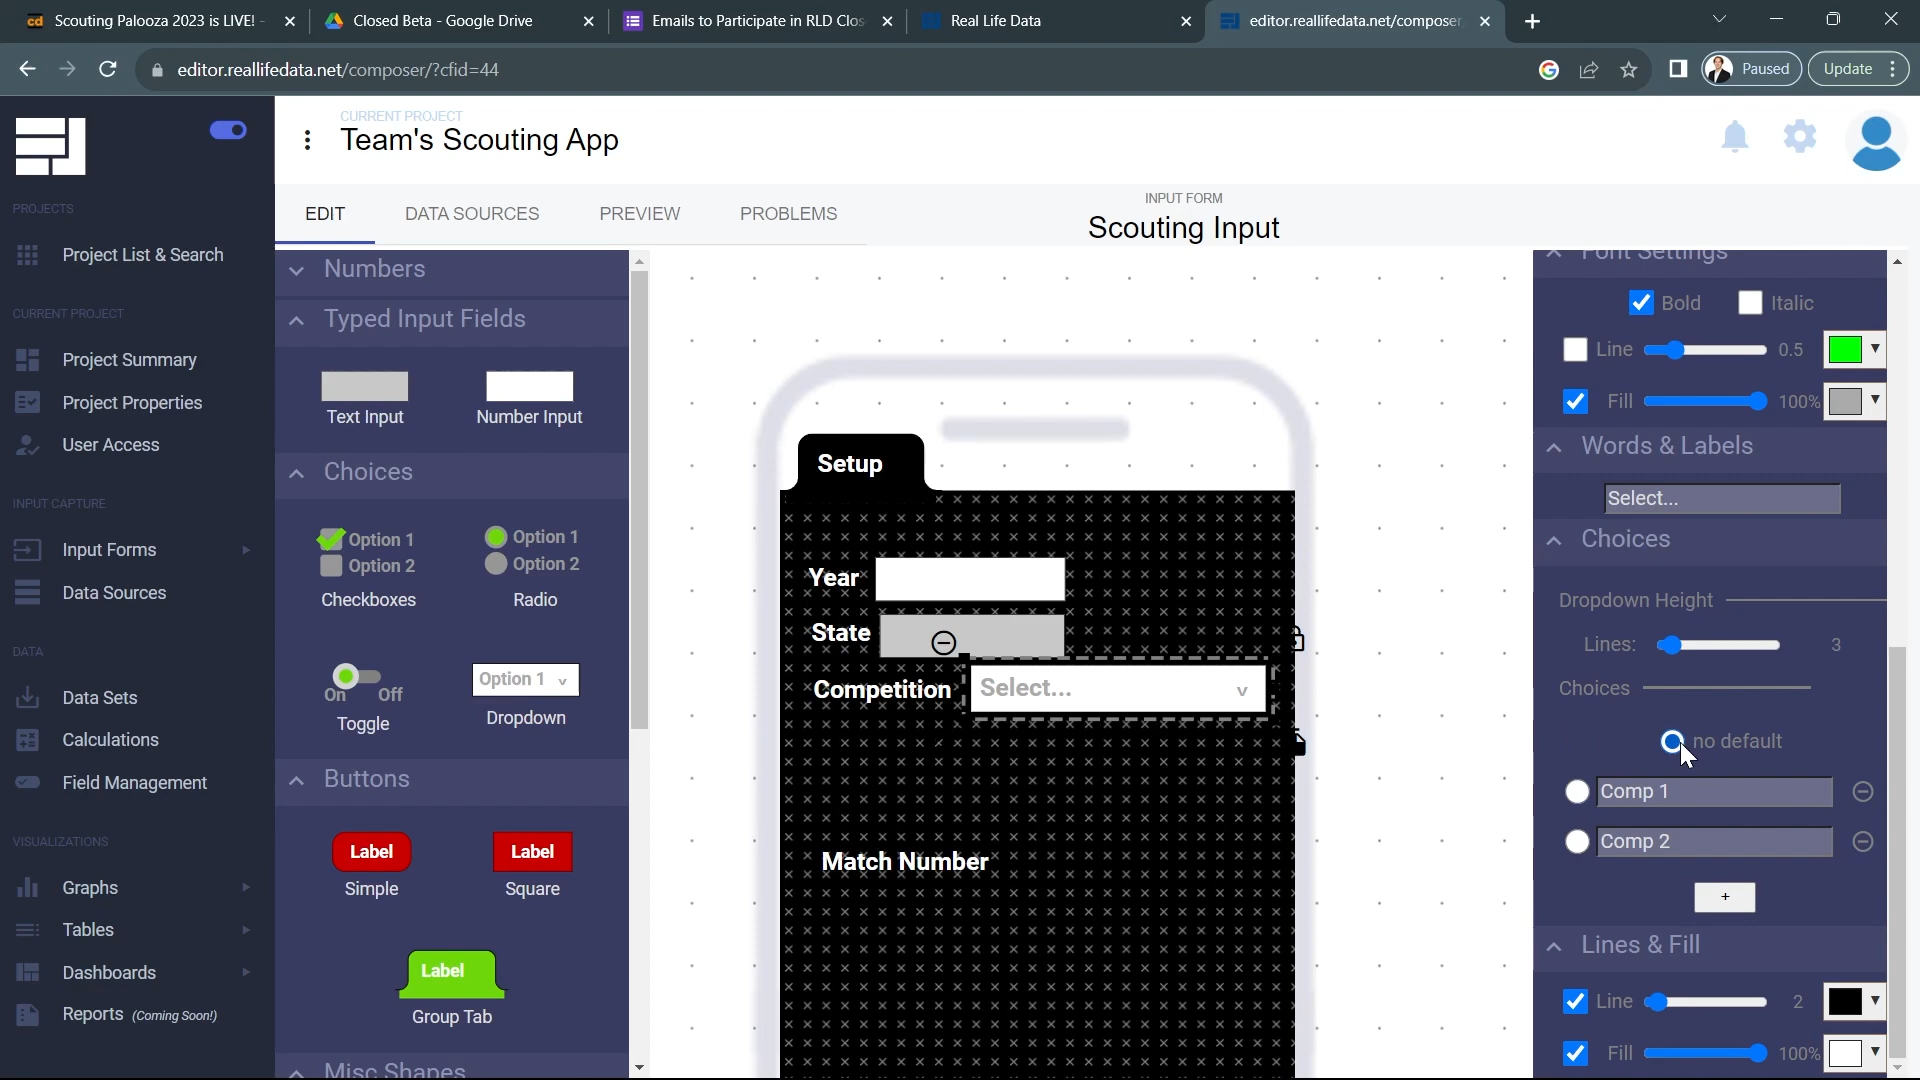 Scouting Palooza 2023 is LIVE! -
Closed Beta - Google Drive
Emails to Participate in RLD Clos
Real Life Data
editor.reallifedata.net/composer
editor.reallifedata.net/composer/?cfid=44
Paused
Update
CURRENT PROJECT
Team's Scouting App
EDIT
DATA SOURCES
PREVIEW
PROBLEMS
INPUT FORM
Scouting Input
PROJECTS
Project List & Search
CURRENT PROJECT
Project Summary
Project Properties
User Access
INPUT CAPTURE
Input Forms
Data Sources
DATA
Data Sets
Calculations
Field Management
VISUALIZATIONS
Graphs
Tables
Dashboards
Reports (Coming Soon!)
Numbers
Typed Input Fields
Text Input
Number Input
Choices
Option 1
Option 2
Checkboxes
Option 1
Option 2
Radio
On Off
Toggle
Option 1 v
Dropdown
Buttons
Label
Simple
Label
Square
Label
Group Tab
Misc Shapes
Setup
Year
State
Competition
Select... v
Match Number
Font Settings
Bold
Italic
Line 0.5
Fill 100%
Words & Labels
Select...
Choices
Dropdown Height
Lines: 3
Choices
no default
Comp 1
Comp 2
+
Lines & Fill
Line 2
Fill 100%